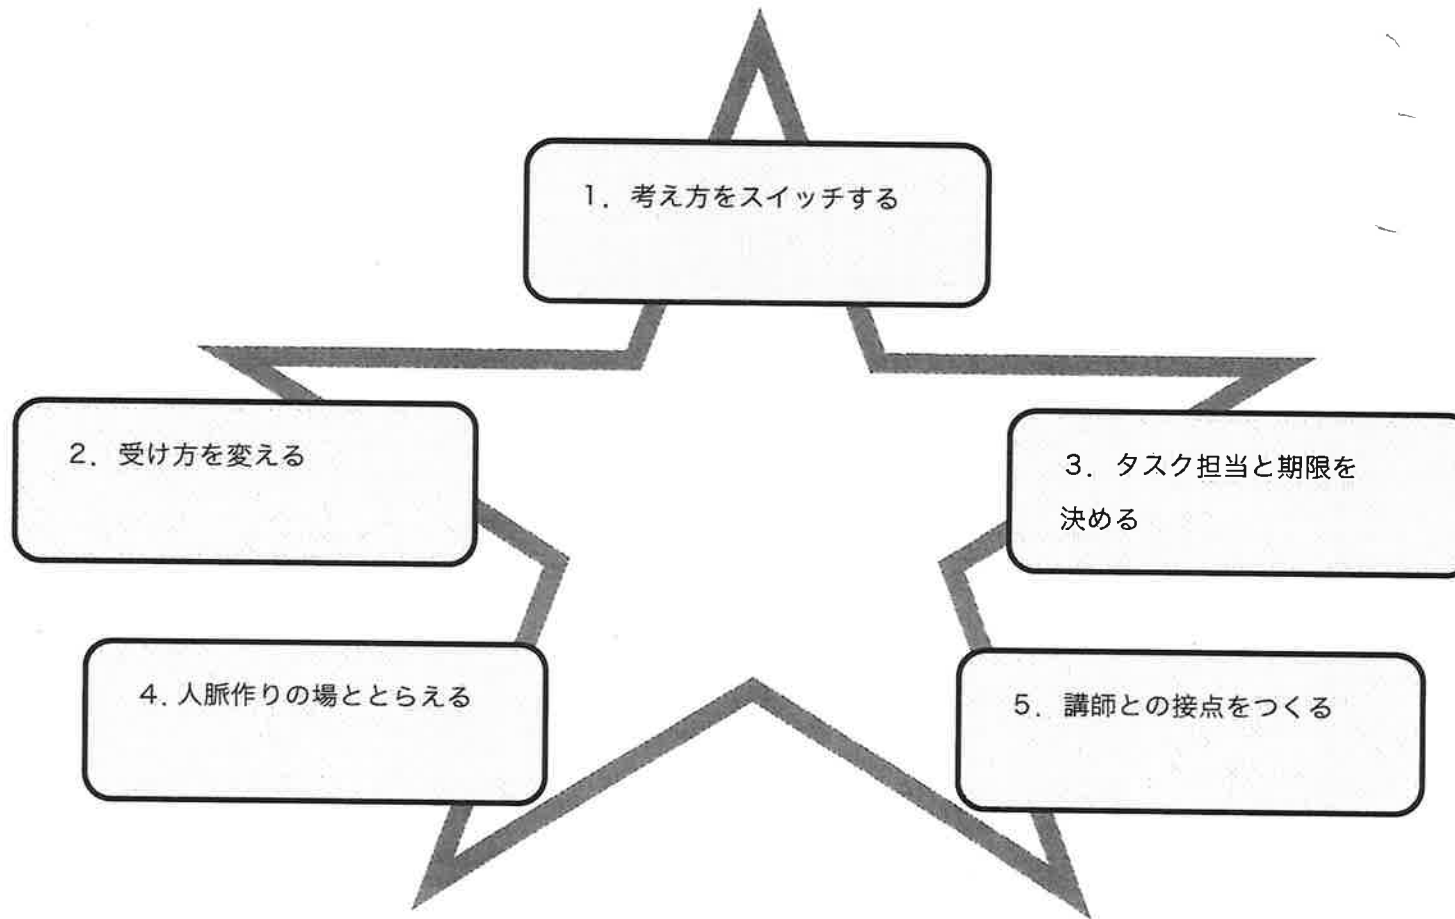 1．考え方をスイッチする
2．受け方を変える
3．タスク担当と期限を
決める
4.人脈作りの場ととらえる
5．講師との接点をつくる